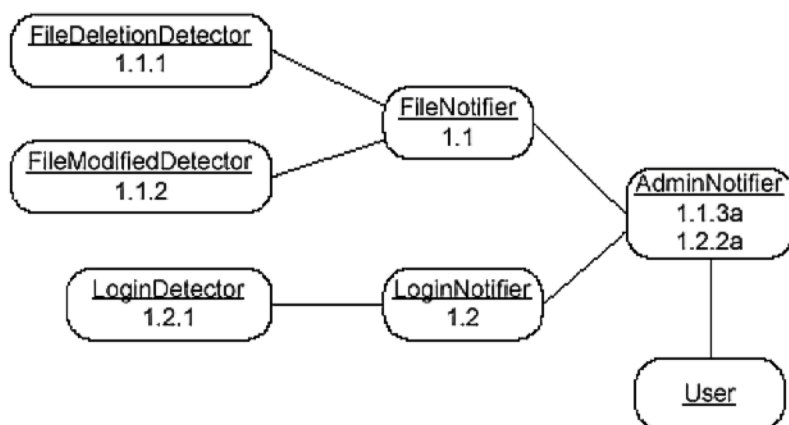 FileDeletionDetector
1.1.1
FileNotifier
1.1
FileModifiedDetector
1.1.2
AdminNotifier
1.1.3a
1.2.2a
LoginDetector
1.2.1
LoginNotifier
1.2
User